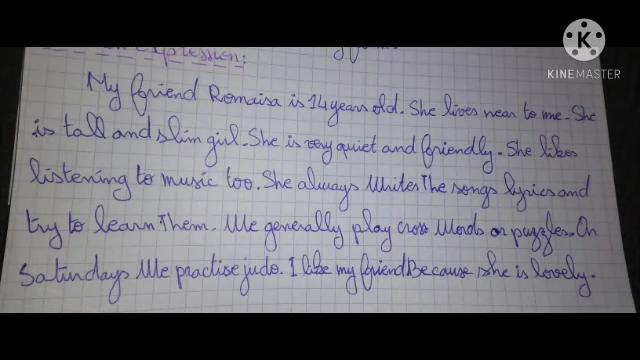 expression:
KINEMASTER
My friend Romaisa is 14 years old. She lives near to me. She
is tall and slim girl. She is very quiet and friendly. She likes
listening to music too. She always writes the songs lyrics and
try to learn them. We generally play cross words or puzzles. On
Saturdays we practise judo. I like my friend Because she is lovely.